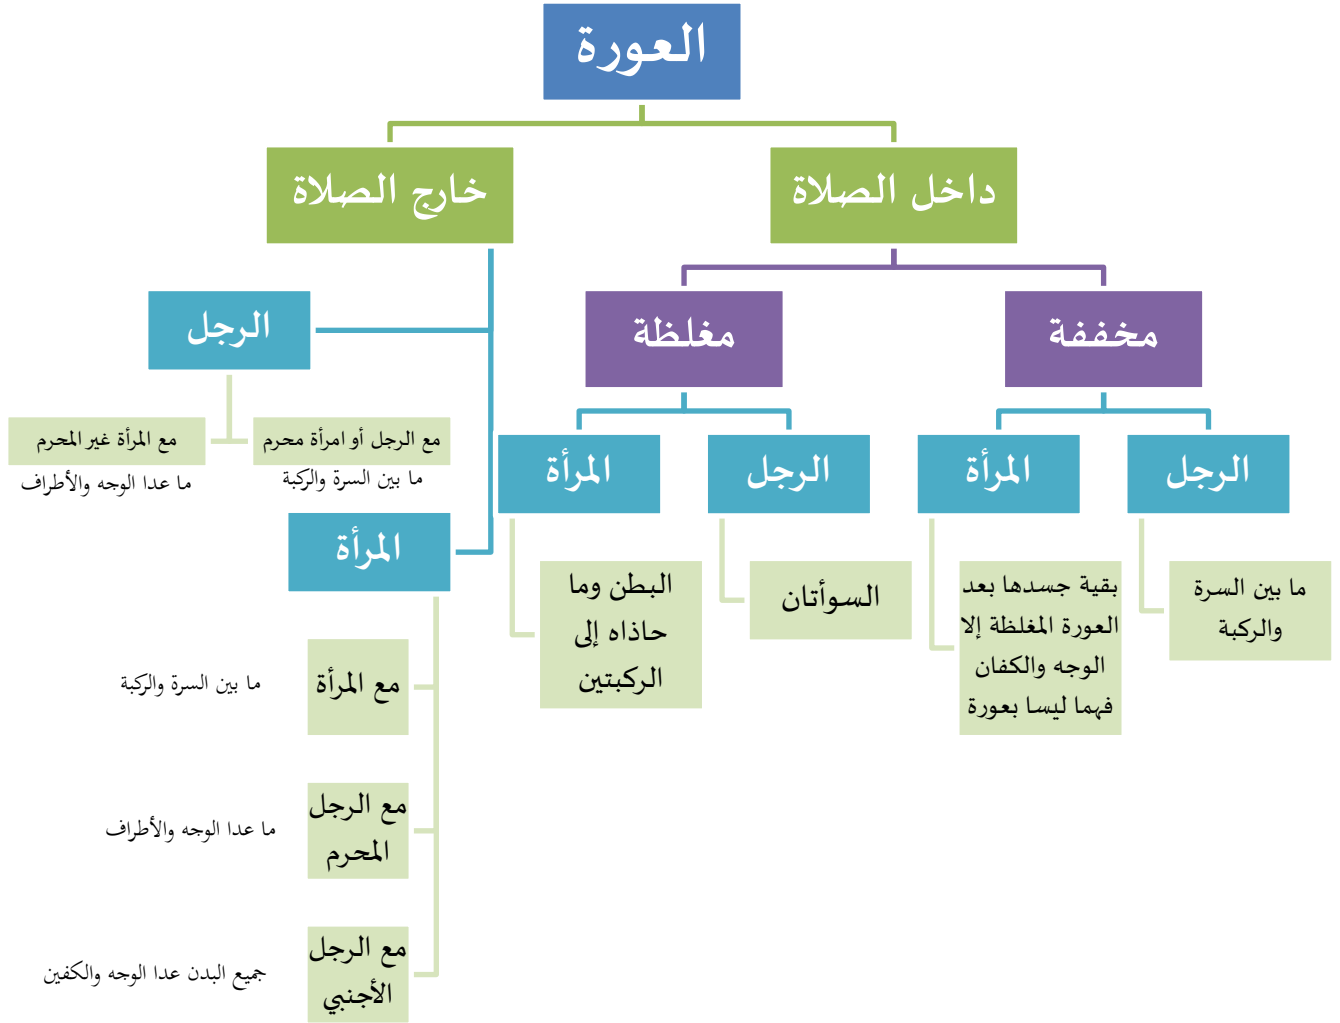 العورة
داخل الصلاة
خارج الصلاة
مخففة
مغلظة
الرجل
ما بين السرة
والركبة
المرأة
بقية جسدها بعد
العورة المغلظة إلا
الوجه والكفان
فهما ليسا بعورة
الرجل
السوأتان
المرأة
البطن وما
حاذاه إلى
الركبتين
الرجل
مع الرجل أو امرأة محرم
ما بين السرة والركبة
مع المرأة غير المحرم
ما عدا الوجه والأطراف
المرأة
مع المرأة
ما بين السرة والركبة
مع الرجل
المحرم
ما عدا الوجه والأطراف
مع الرجل
الأجنبي
جميع البدن عدا الوجه والكفين